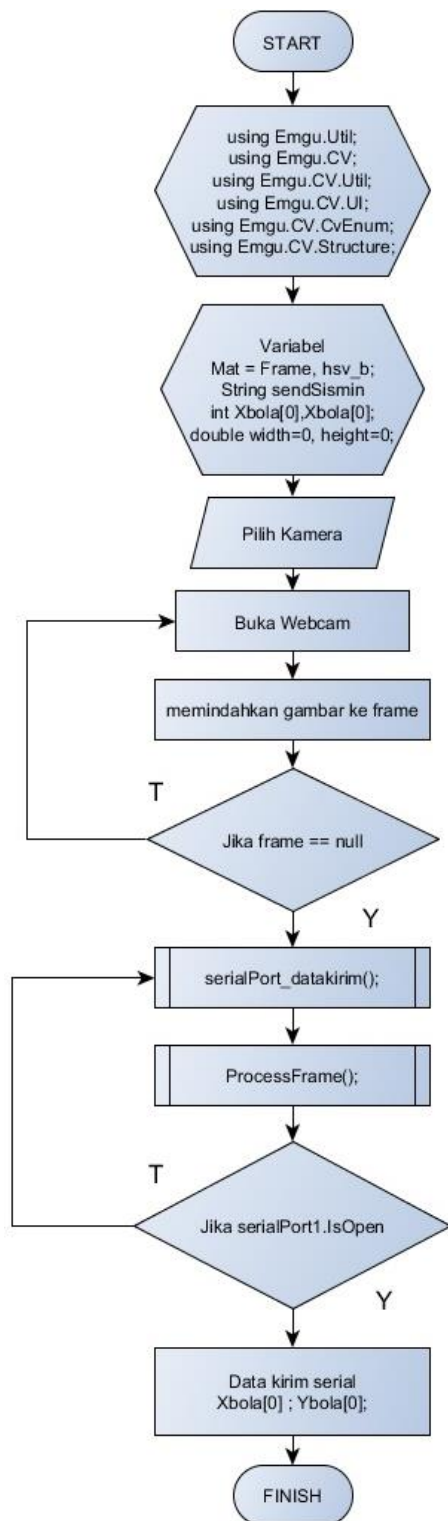 START
using Emgu.Util;
using Emgu.CV;
using Emgu.CV.Util;
using Emgu.CV.UI;
using Emgu.CV.CvEnum;
using Emgu.CV.Structure;
Variabel
Mat = Frame, hsv_b;
String sendSismin
int Xbola[0],Xbola[0];
double width=0, height=0;
Pilih Kamera
Buka Webcam
memindahkan gambar ke frame
T
Jika frame == null
Y
serialPort_datakirim();
ProcessFrame();
T
Jika serialPort1.IsOpen
Y
Data kirim serial
Xbola[0] ; Ybola[0];
FINISH